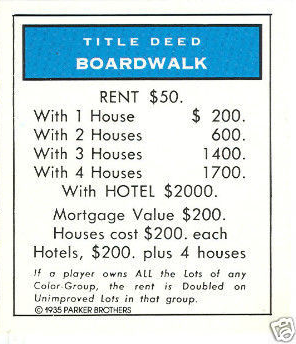 TITLE DEED
BOARDWALK
RENT $50.
With 1 House $ 200.
With 2 Houses 600.
With 3 Houses 1400.
With 4 Houses 1700.
With HOTEL $2000.
Mortgage Value $200.
Houses cost $200. each
Hotels, $200. plus 4 houses
If a player owns ALL the Lots of any
Color-Group, the rent is Doubled on
Unimproved Lots in that group.
©1935 PARKER BROTHERS